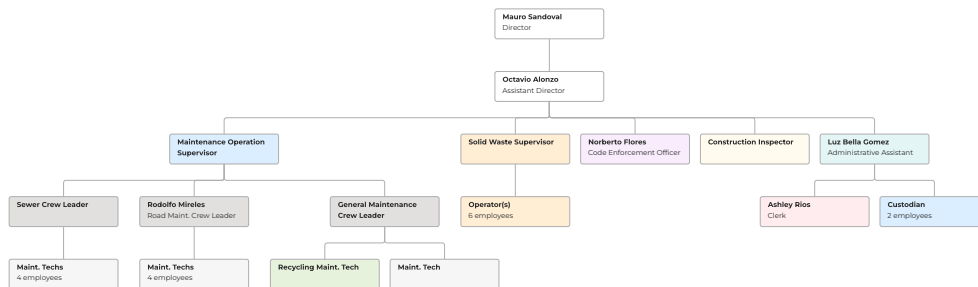 Mauro Sandoval
Director
Octavio Alonzo
Assistant Director
Maintenance Operation
Supervisor
Solid Waste Supervisor
Norberto Flores
Code Enforcement Officer
Construction Inspector
Luz Bella Gomez
Administrative Assistant
Sewer Crew Leader
Rodolfo Mireles
Road Maint. Crew Leader
General Maintenance
Crew Leader
Operator(s)
6 employees
Ashley Rios
Clerk
Custodian
2 employees
Maint. Techs
4 employees
Maint. Techs
4 employees
Recycling Maint. Tech
Maint. Tech